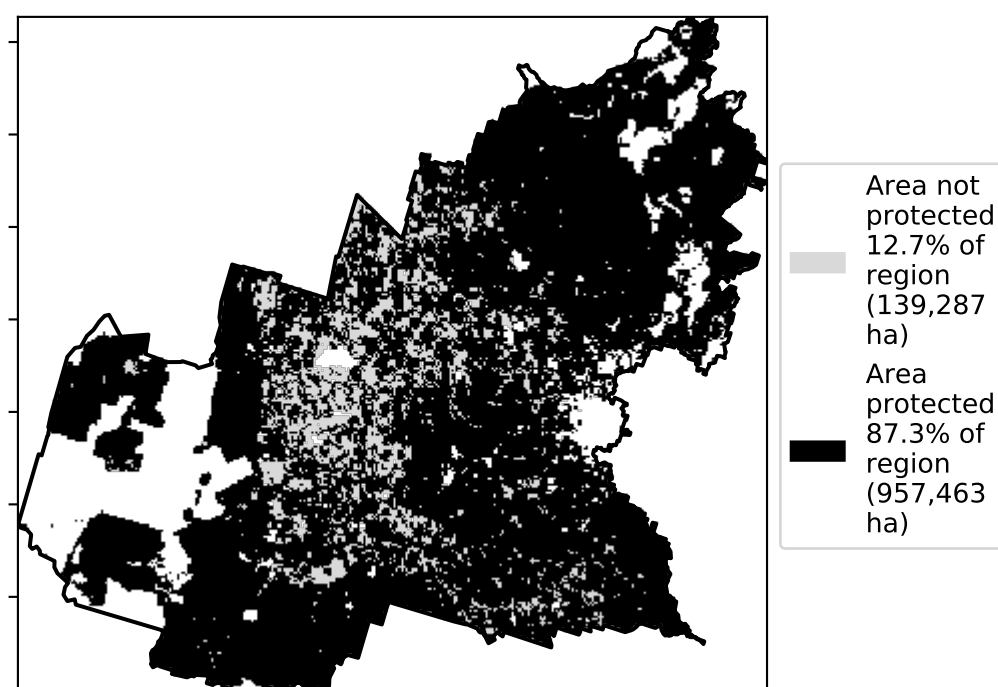 Area not
protected
12.7% of
region
(139,287
ha)
Area
protected
87.3% of
region
(957,463
ha)